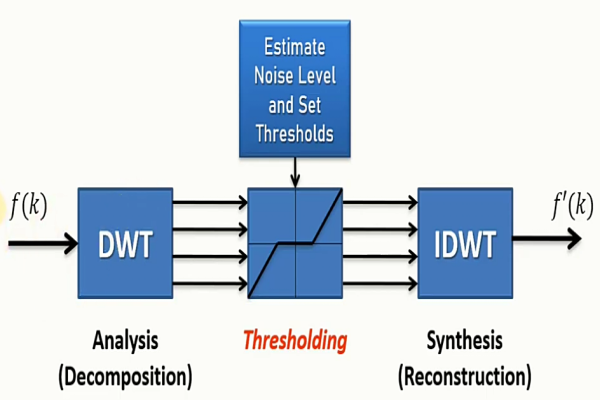 Estimate
Noise Level
and Set
Thresholds
f(k)
DWT
IDWT
f'(k)
Analysis
(Decomposition)
Thresholding
Synthesis
(Reconstruction)